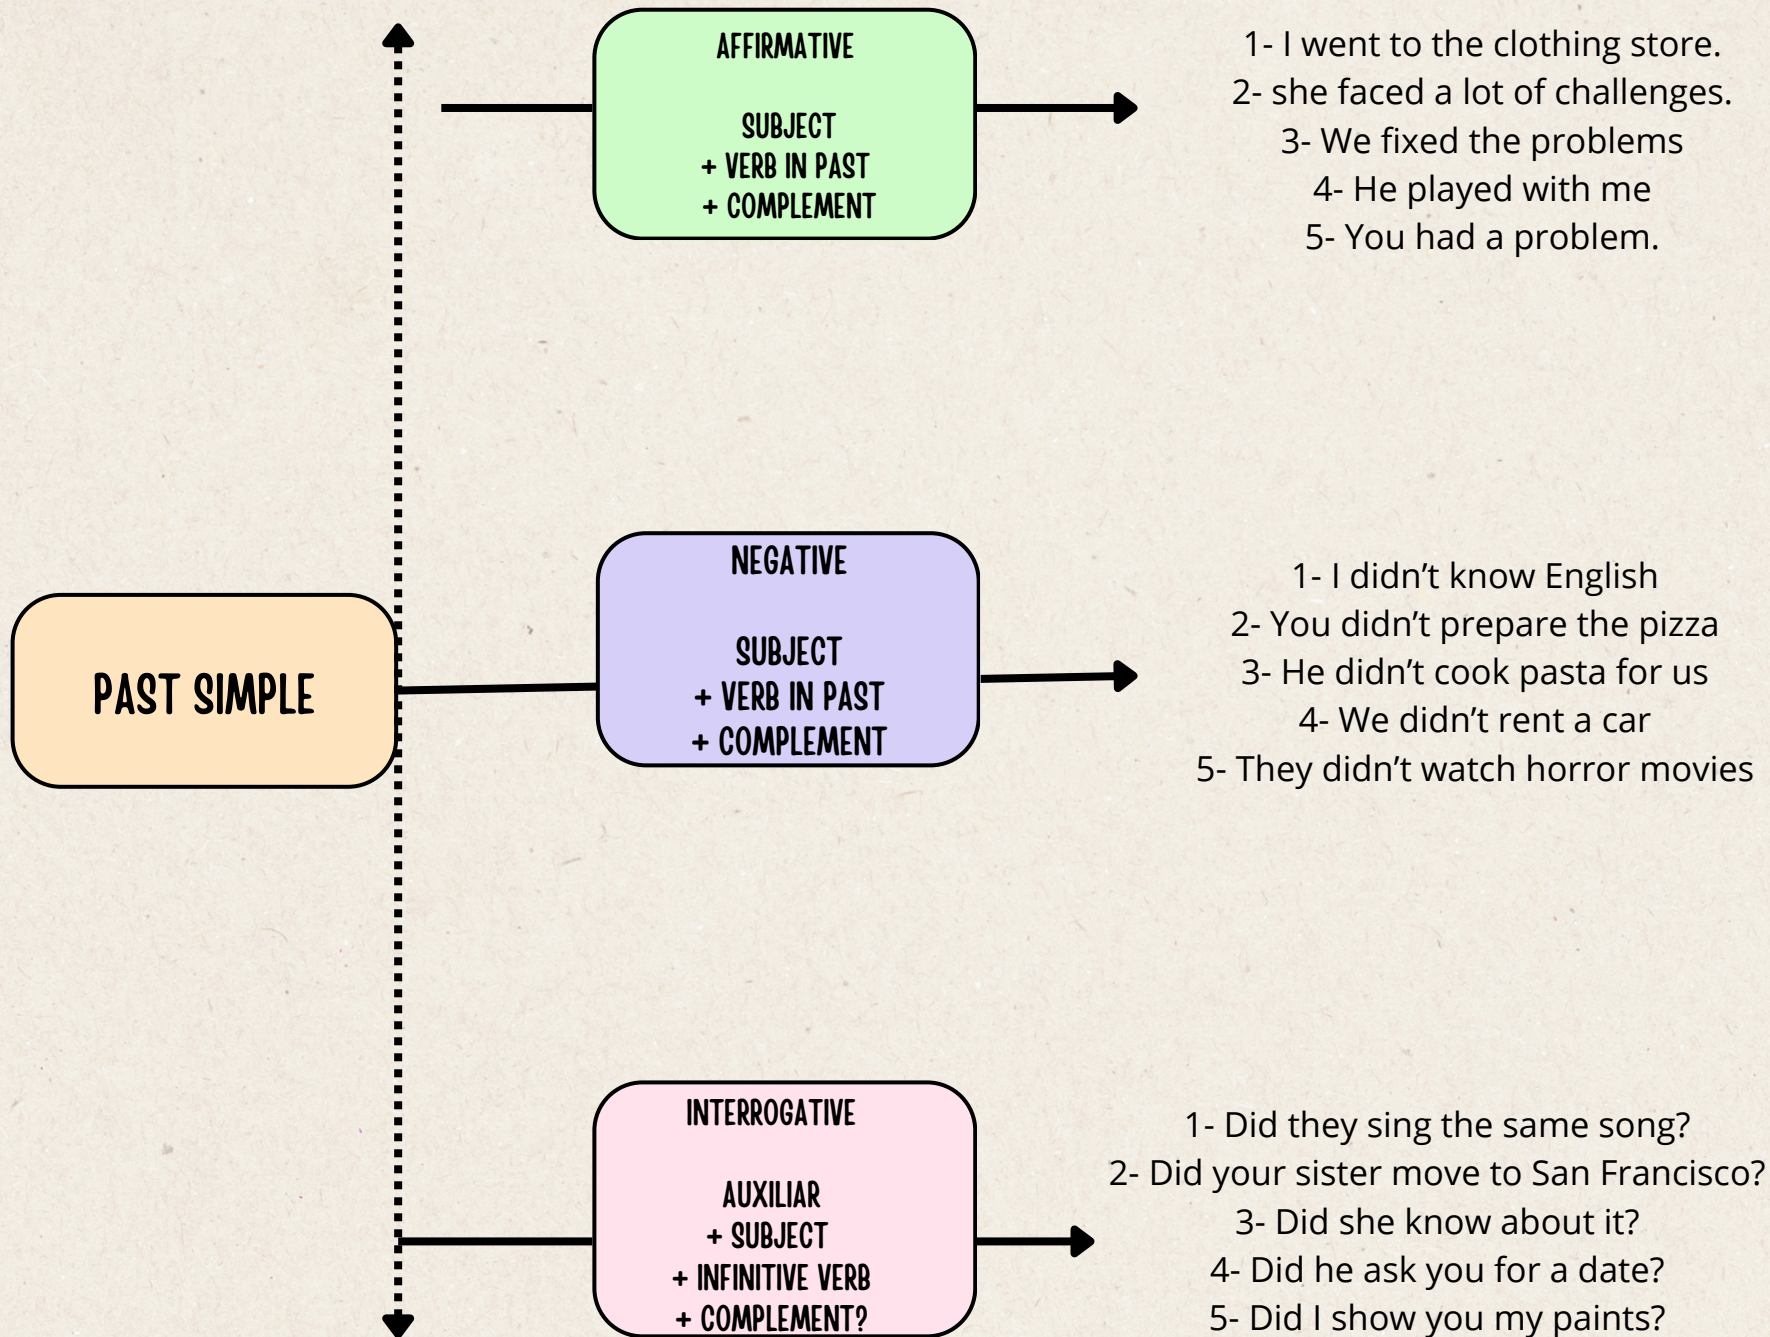 AFFIRMATIVE
SUBJECT
+ VERB IN PAST
+ COMPLEMENT
1- I went to the clothing store.
2- she faced a lot of challenges.
3- We fixed the problems
4- He played with me
5- You had a problem.
PAST SIMPLE
NEGATIVE
SUBJECT
+ VERB IN PAST
+ COMPLEMENT
1- I didn’t know English
2- You didn’t prepare the pizza
3- He didn’t cook pasta for us
4- We didn’t rent a car
5- They didn’t watch horror movies
INTERROGATIVE
AUXILIAR
+ SUBJECT
+ INFINITIVE VERB
+ COMPLEMENT?
1- Did they sing the same song?
2- Did your sister move to San Francisco?
3- Did she know about it?
4- Did he ask you for a date?
5- Did I show you my paints?